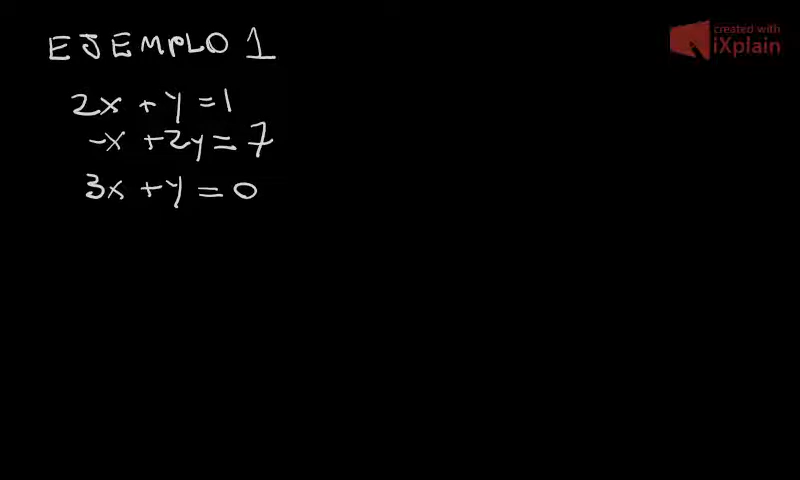 EJEMPLO 1
created with
iXplain
2x + y = 1
-x + 2y = 7
3x + y = 0